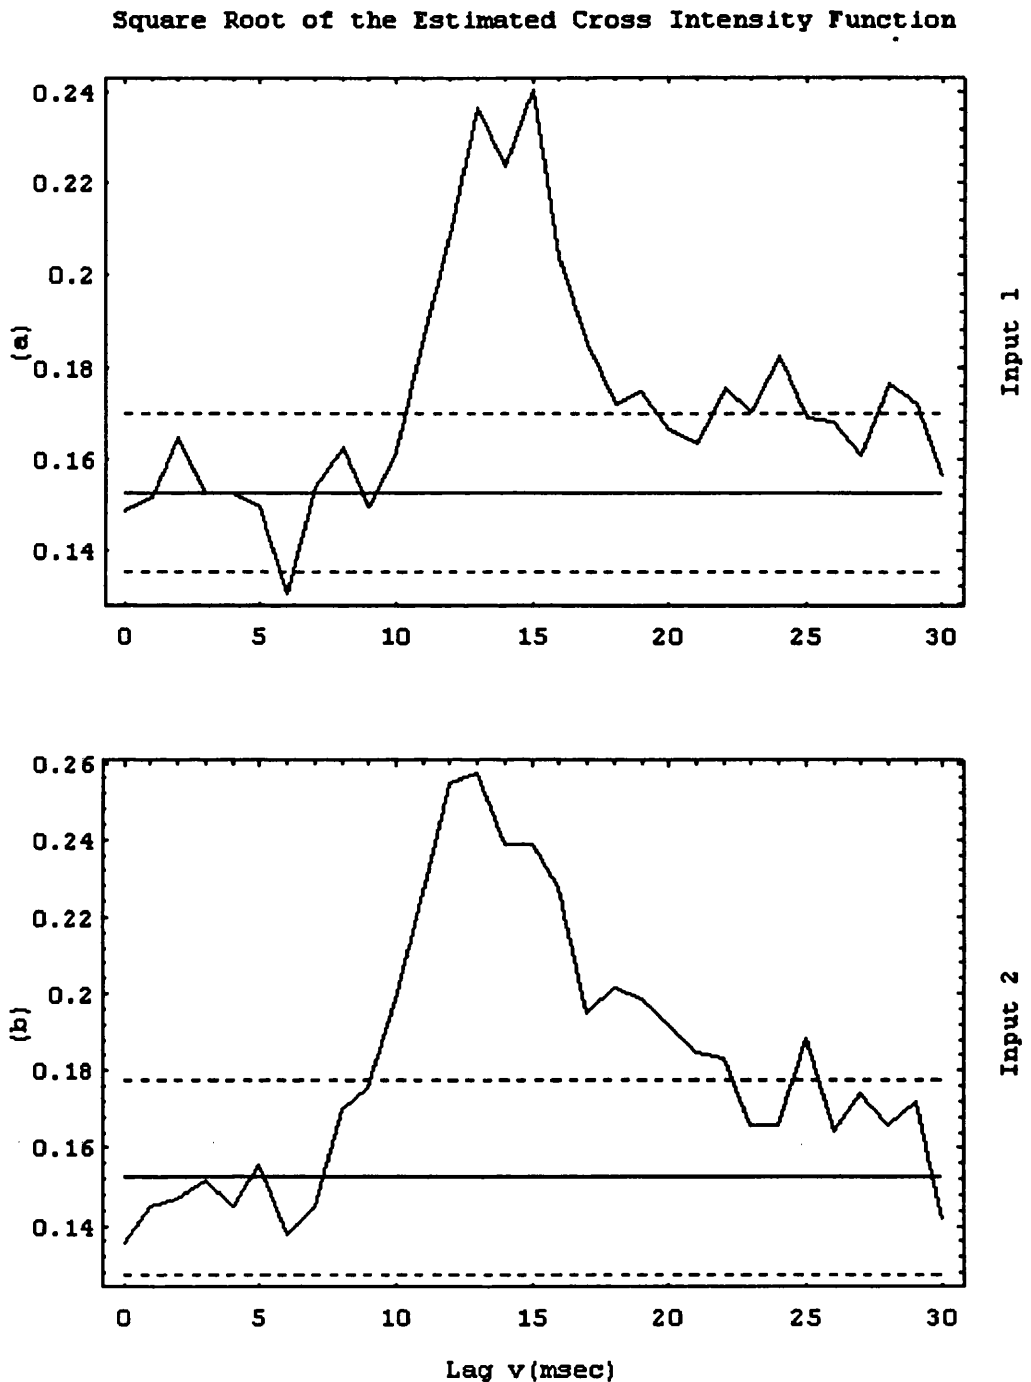 Square Root of the Estimated Cross Intensity Function
0.24
0.22
0.2
0.18
0.16
0.14
(a)
Input 1
0 5 10 15 20 25 30
0.26
0.24
0.22
0.2
0.18
0.16
0.14
(b)
Input 2
0 5 10 15 20 25 30
Lag v(msec)